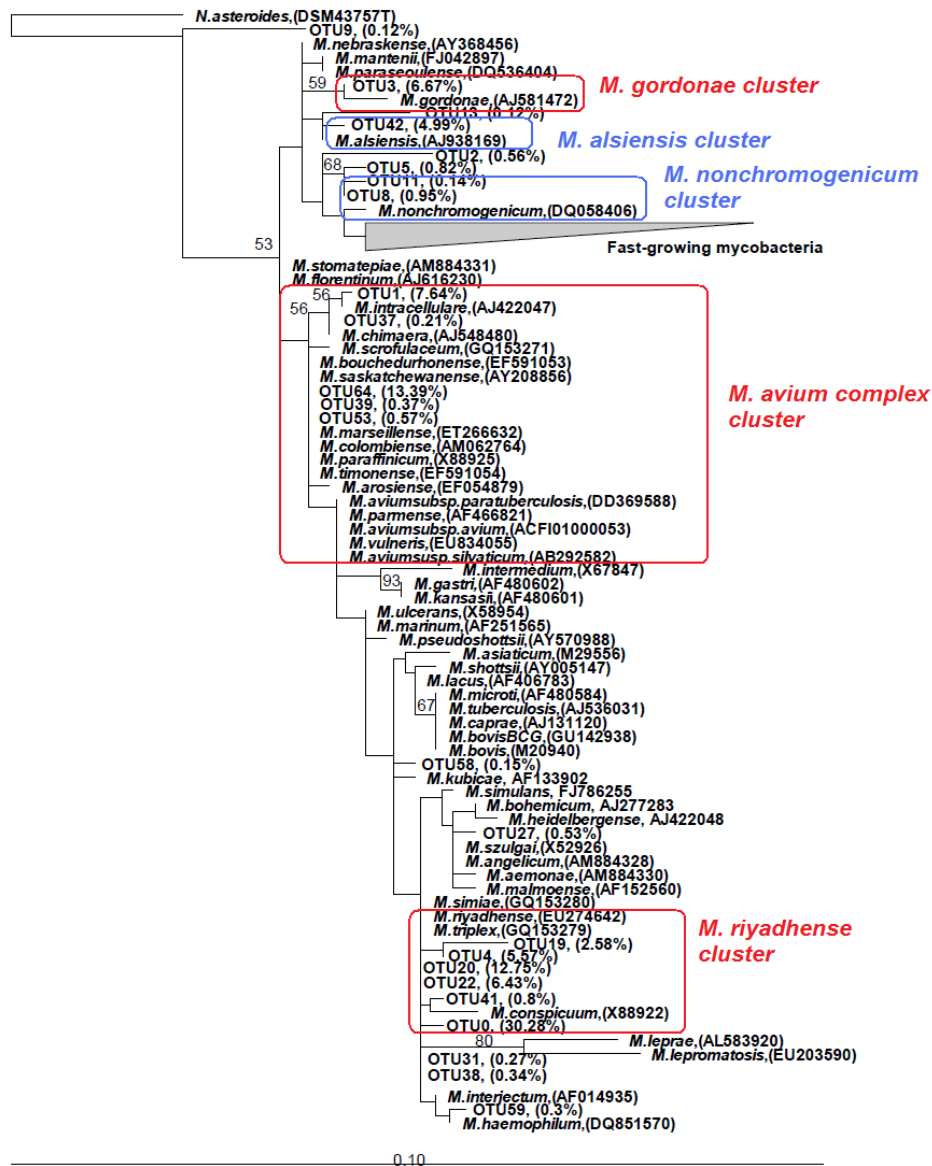 N.asteroides,(DSM43757T)
OTU9, (0.12%)
M.nebraskense,(AY368456)
M.mantenii,(FJ042897)
M.paraseoulense,(DQ536404)
59
OTU3, (6.67%)
M. gordonae cluster
M.gordonae,(AJ581472)
OTU13, (0.12%)
OTU42, (4.99%)
M. alsiensis cluster
M.alsiensis,(AJ938169)
OTU2, (0.56%)
68
OTU5, (0.82%)
OTU11, (0.14%)
M. nonchromogenicum
cluster
OTU8, (0.95%)
M.nonchromogenicum,(DQ058406)
53
Fast-growing mycobacteria
M.stomatepiae,(AM884331)
M.florentinum,(AJ616230)
56
OTU1, (7.64%)
56
M.intracellulare,(AJ422047)
OTU37, (0.21%)
M.chimaera,(AJ548480)
M.scrofulaceum,(GQ153271)
M.bouchedurhonense,(EF591053)
M.saskatchewanense,(AY208856)
OTU64, (13.39%)
M. avium complex
cluster
OTU39, (0.37%)
OTU53, (0.57%)
M.marseillense,(ET266632)
M.colombiense,(AM062764)
M.paraffinicum,(X88925)
M.timonense,(EF591054)
M.arosiense,(EF054879)
M.aviumsubsp.paratuberculosis,(DD369588)
M.parmense,(AF466821)
M.aviumsubsp.avium,(ACFI01000053)
M.vulneris,(EU834055)
M.aviumsusp.silvaticum,(AB292582)
M.intermedium,(X67847)
93
M.gastri,(AF480602)
M.kansasii,(AF480601)
M.ulcerans,(X58954)
M.marinum,(AF251565)
M.pseudoshottsii,(AY570988)
M.asiaticum,(M29556)
M.shottsii,(AY005147)
M.lacus,(AF406783)
M.microti,(AF480584)
67
M.tuberculosis,(AJ536031)
M.caprae,(AJ131120)
M.bovisBCG,(GU142938)
M.bovis,(M20940)
OTU58, (0.15%)
M.kubicae, AF133902
M.simulans, FJ786255
M.bohemicum, AJ277283
M.heidelbergense, AJ422048
OTU27, (0.53%)
M.szulgai,(X52926)
M.angelicum,(AM884328)
M.aemonae,(AM884330)
M.malmoense,(AF152560)
M.simiae,(GQ153280)
M.riyadhense,(EU274642)
M.triplex,(GQ153279)
M. riyadhense
cluster
OTU19, (2.58%)
OTU4, (5.57%)
OTU20, (12.75%)
OTU22, (6.43%)
OTU41, (0.8%)
M.conspicuum,(X88922)
OTU0, (30.28%)
80
M.leprae,(AL583920)
M.lepromatosis,(EU203590)
OTU31, (0.27%)
OTU38, (0.34%)
M.interjectum,(AF014935)
OTU59, (0.3%)
M.haemophilum,(DQ851570)
0.10